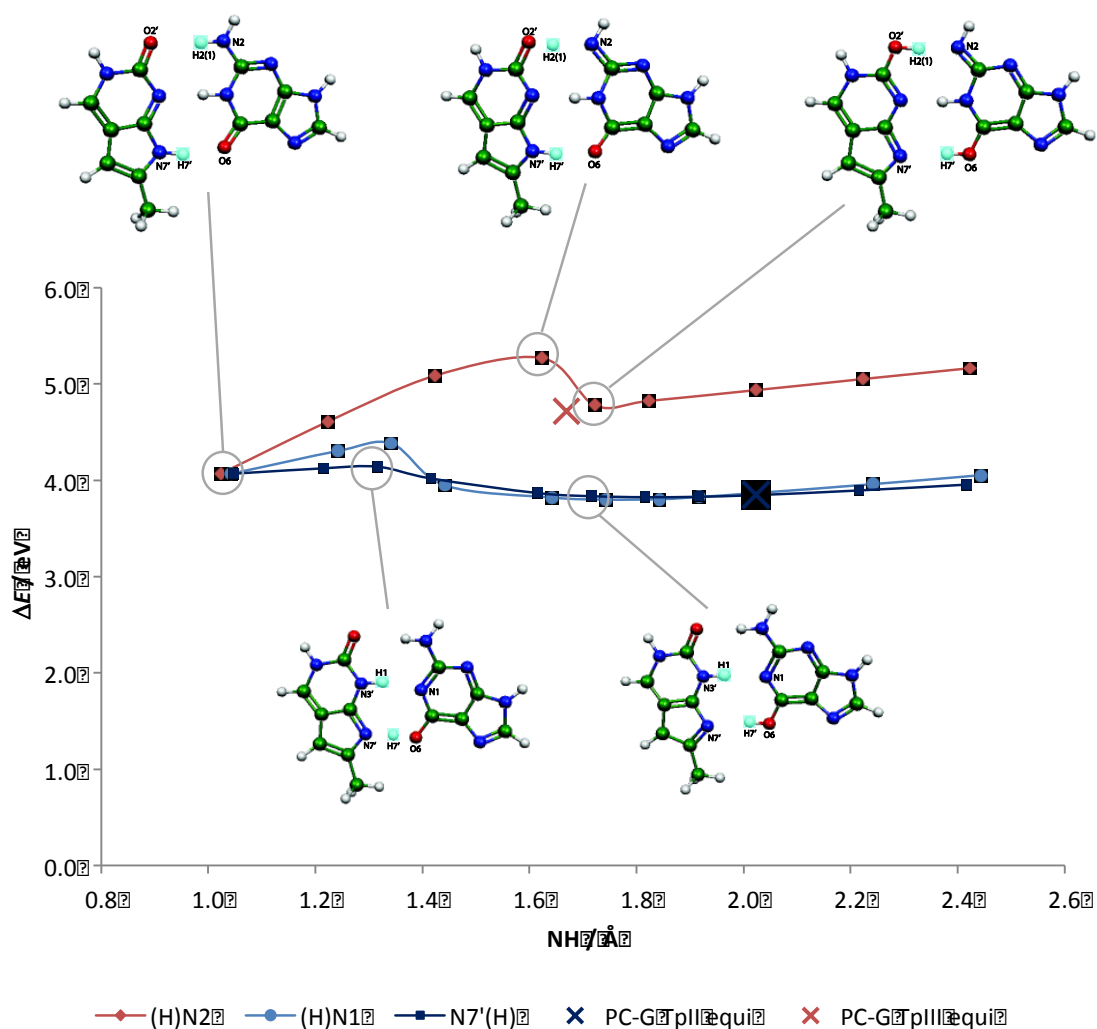 O2' N2 H2(1) N7' H7' O6
O2' N2 H2(1) N7' H7' O6
O2' N2 H2(1) N7' H7' O6
6.0⍰
5.0⍰
4.0⍰
3.0⍰
2.0⍰
1.0⍰
0.0⍰
ΔE⍰/⍰eV⍰
H1 N3' N1 N7' H7' O6
H1 N3' N1 N7' H7' O6
0.8⍰ 1.0⍰ 1.2⍰ 1.4⍰ 1.6⍰ 1.8⍰ 2.0⍰ 2.2⍰ 2.4⍰ 2.6⍰
NH⍰/⍰Å⍰
(H)N2⍰ (H)N1⍰ N7'(H)⍰ PC-G⍰TpII⍰equi⍰ PC-G⍰TpIII⍰equi⍰